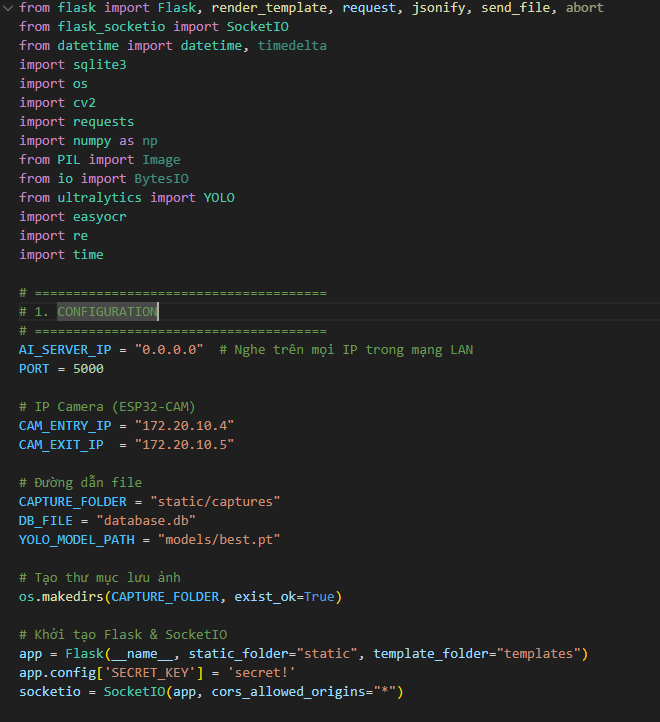 from flask import Flask, render_template, request, jsonify, send_file, abort
from flask_socketio import SocketIO
from datetime import datetime, timedelta
import sqlite3
import os
import cv2
import requests
import numpy as np
from PIL import Image
from io import BytesIO
from ultralytics import YOLO
import easyocr
import re
import time
# ======================================
# 1. CONFIGURATION
# ======================================
AI_SERVER_IP = "0.0.0.0"  # Nghe trên mọi IP trong mạng LAN
PORT = 5000
# IP Camera (ESP32-CAM)
CAM_ENTRY_IP = "172.20.10.4"
CAM_EXIT_IP  = "172.20.10.5"
# Đường dẫn file
CAPTURE_FOLDER = "static/captures"
DB_FILE = "database.db"
YOLO_MODEL_PATH = "models/best.pt"
# Tạo thư mục lưu ảnh
os.makedirs(CAPTURE_FOLDER, exist_ok=True)
# Khởi tạo Flask & SocketIO
app = Flask(__name__, static_folder="static", template_folder="templates")
app.config['SECRET_KEY'] = 'secret!'
socketio = SocketIO(app, cors_allowed_origins="*")